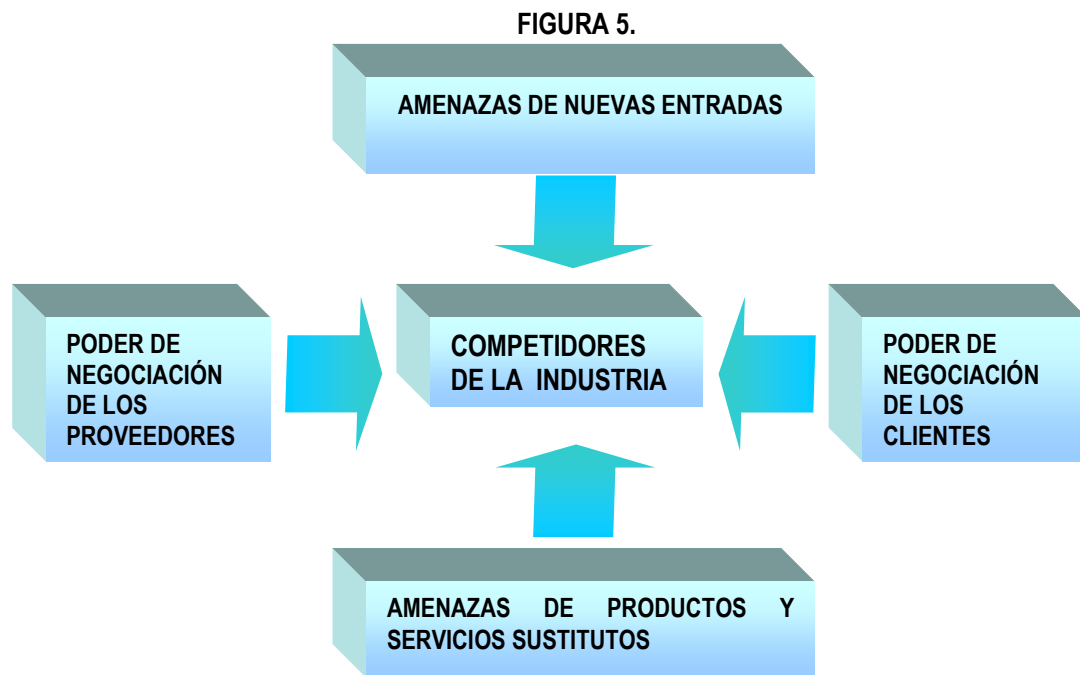 FIGURA 5.
AMENAZAS DE NUEVAS ENTRADAS
PODER DE
NEGOCIACIÓN
DE LOS
PROVEEDORES
COMPETIDORES
DE LA INDUSTRIA
PODER DE
NEGOCIACIÓN
DE LOS
CLIENTES
AMENAZAS DE PRODUCTOS Y
SERVICIOS SUSTITUTOS